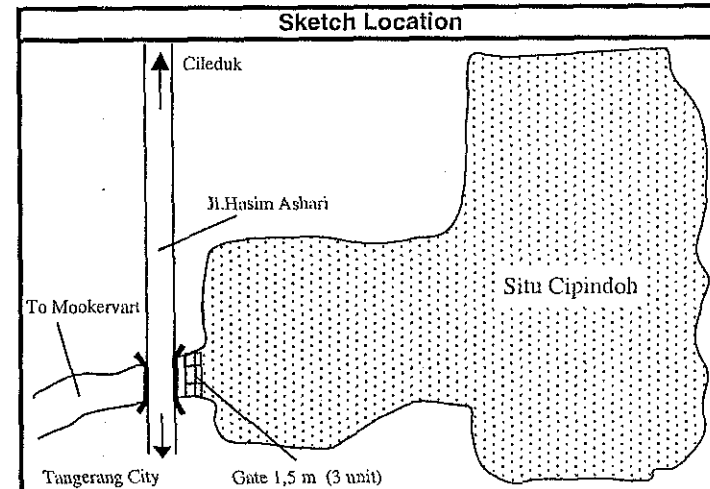 Sketch Location
Cileduk
Jl.Hasim Ashari
Situ Cipindoh
To Mookervart
Tangerang City
Gate 1,5 m (3 unit)